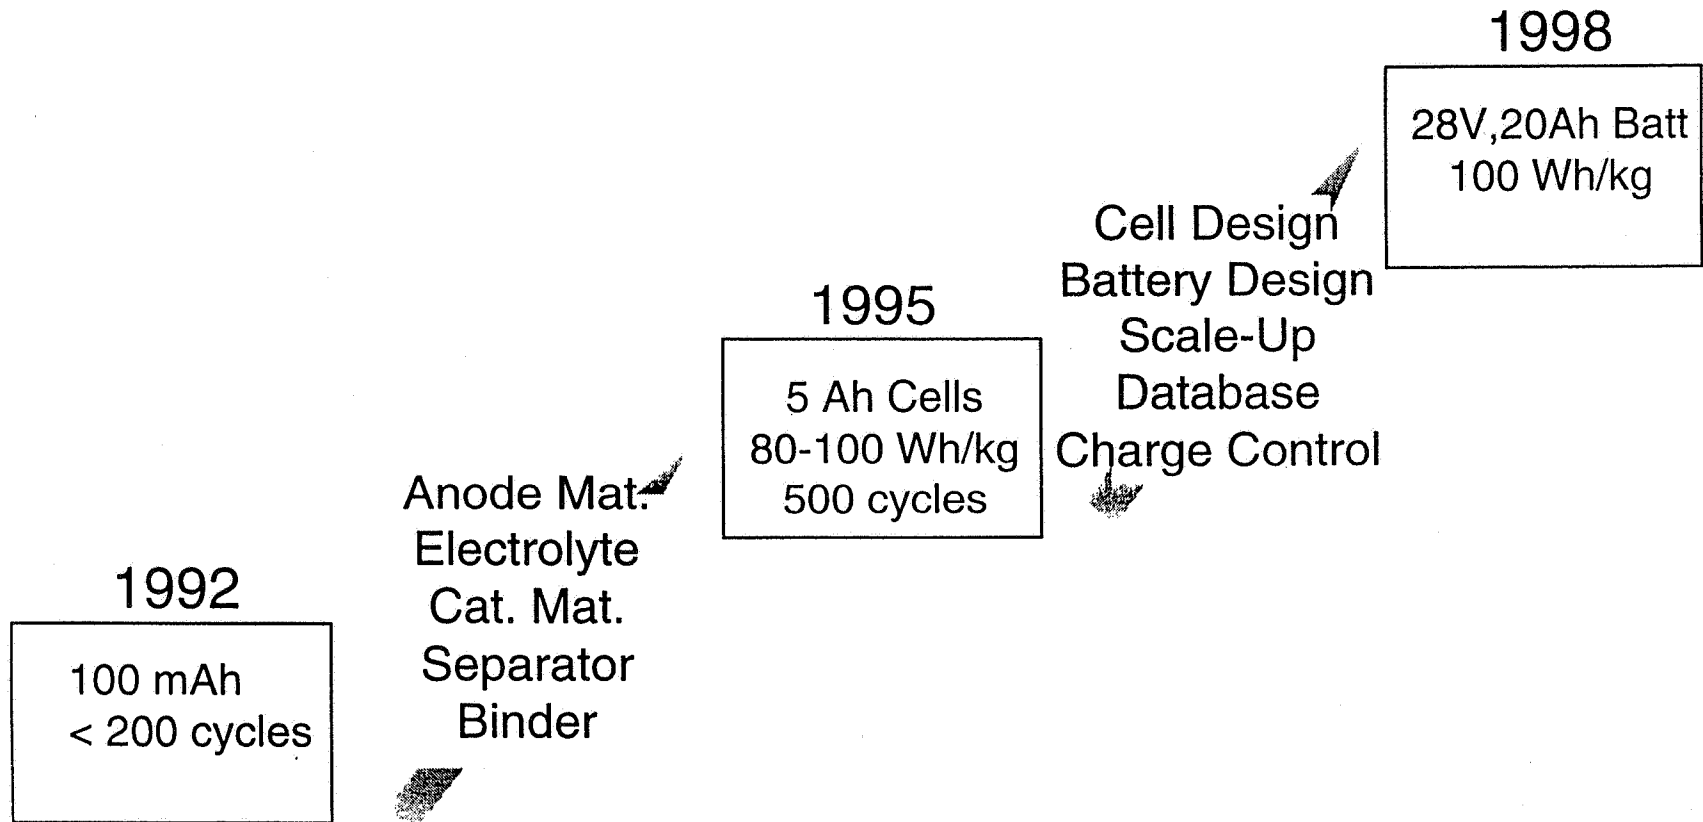 1992
100 mAh
< 200 cycles
Anode Mat.
Electrolyte
Cat. Mat.
Separator
Binder
1995
5 Ah Cells
80-100 Wh/kg
500 cycles
Cell Design
Battery Design
Scale-Up
Database
Charge Control
1998
28V,20Ah Batt
100 Wh/kg